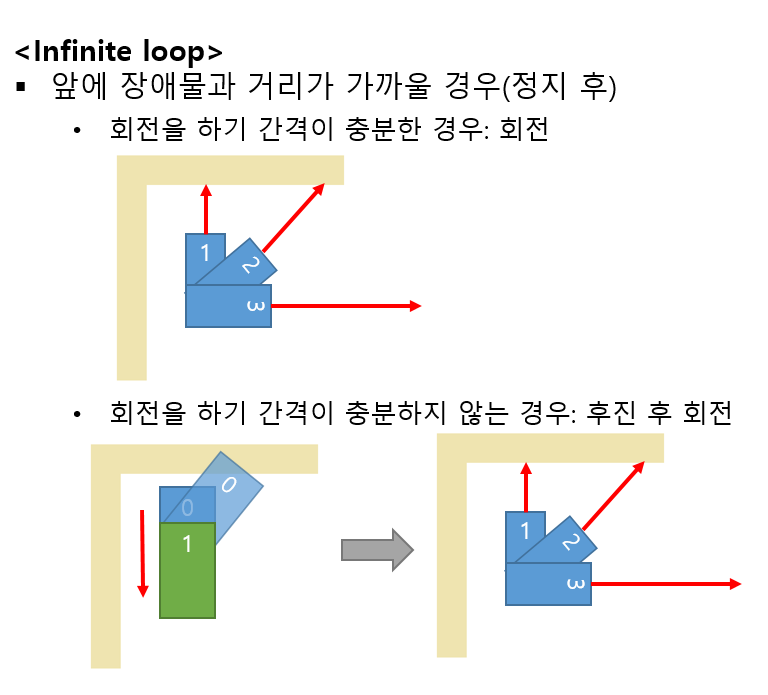 <Infinite loop>
▪ 앞에 장애물과 거리가 가까울 경우(정지 후)
• 회전을 하기 간격이 충분한 경우: 회전
1
2
3
• 회전을 하기 간격이 충분하지 않는 경우: 후진 후 회전
0
0
1
1
2
3